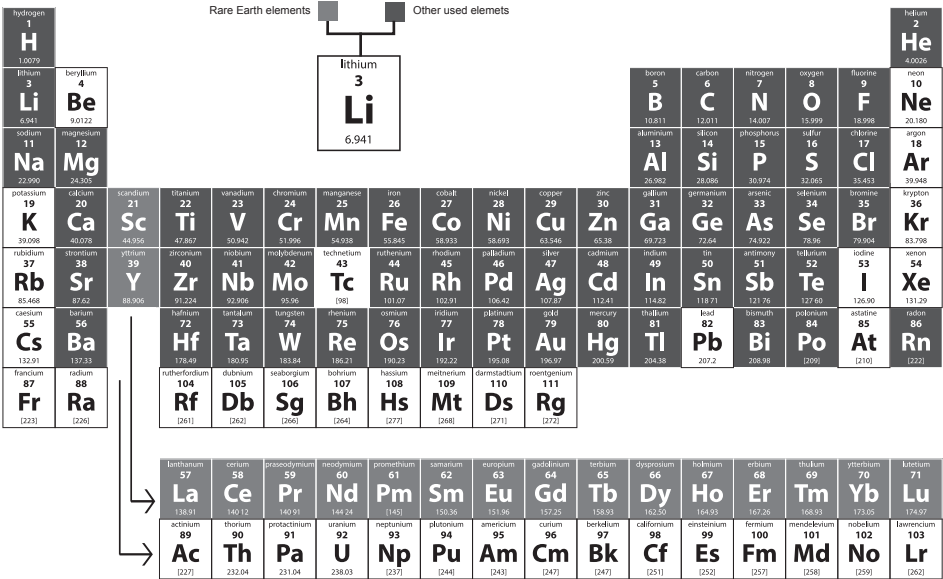 Rare Earth elements Other used elemets
lithium
3
Li
6.941
hydrogen helium
1 2
H He
1.0079 4.0026
lithium beryllium boron carbon nitrogen oxygen fluorine neon
3 4 5 6 7 8 9 10
Li Be B C N O F Ne
6.941 9.0122 10.811 12.011 14.007 15.999 18.998 20.180
sodium magnesium aluminium silicon phosphorus sulfur chlorine argon
11 12 13 14 15 16 17 18
Na Mg Al Si P S Cl Ar
22.990 24.305 26.982 28.086 30.974 32.065 35.453 39.948
potassium calcium scandium titanium vanadium chromium manganese iron cobalt nickel copper zinc gallium germanium arsenic selenium bromine krypton
19 20 21 22 23 24 25 26 27 28 29 30 31 32 33 34 35 36
K Ca Sc Ti V Cr Mn Fe Co Ni Cu Zn Ga Ge As Se Br Kr
39.098 40.078 44.956 47.867 50.942 51.996 54.938 55.845 58.933 58.693 63.546 65.38 69.723 72.64 74.922 78.96 79.904 83.798
rubidium strontium yttrium zirconium niobium molybdenum technetium ruthenium rhodium palladium silver cadmium indium tin antimony tellurium iodine xenon
37 38 39 40 41 42 43 44 45 46 47 48 49 50 51 52 53 54
Rb Sr Y Zr Nb Mo Tc Ru Rh Pd Ag Cd In Sn Sb Te I Xe
85.468 87.62 88.906 91.224 92.906 95.96 [98] 101.07 102.91 106.42 107.87 112.41 114.82 118 71 121 76 127 60 126.90 131.29
caesium barium hafnium tantalum tungsten rhenium osmium iridium platinum gold mercury thallium lead bismuth polonium astatine radon
55 56 72 73 74 75 76 77 78 79 80 81 82 83 84 85 86
Cs Ba Hf Ta W Re Os Ir Pt Au Hg Tl Pb Bi Po At Rn
132.91 137.33 178.49 180.95 183.84 186.21 190.23 192.22 195.08 196.97 200.59 204.38 207.2 208.98 [209] [210] [222]
francium radium rutherfordium dubnium seaborgium bohrium hassium meitnerium darmstadtium roentgenium
87 88 104 105 106 107 108 109 110 111
Fr Ra Rf Db Sg Bh Hs Mt Ds Rg
[223] [226] [261] [262] [266] [264] [277] [268] [271] [272]
lanthanum cerium praseodymium neodymium promethium samarium europium gadolinium terbium dysprosium holmium erbium thulium ytterbium lutetium
57 58 59 60 61 62 63 64 65 66 67 68 69 70 71
La Ce Pr Nd Pm Sm Eu Gd Tb Dy Ho Er Tm Yb Lu
138.91 140 12 140 91 144 24 [145] 150.36 151.96 157.25 158.93 162.50 164.93 167.26 168.93 173.05 174.97
actinium thorium protactinium uranium neptunium plutonium americium curium berkelium californium einsteinium fermium mendelevium nobelium lawrencium
89 90 91 92 93 94 95 96 97 98 99 100 101 102 103
Ac Th Pa U Np Pu Am Cm Bk Cf Es Fm Md No Lr
[227] 232.04 231.04 238.03 [237] [244] [243] [247] [247] [251] [252] [257] [258] [259] [262]